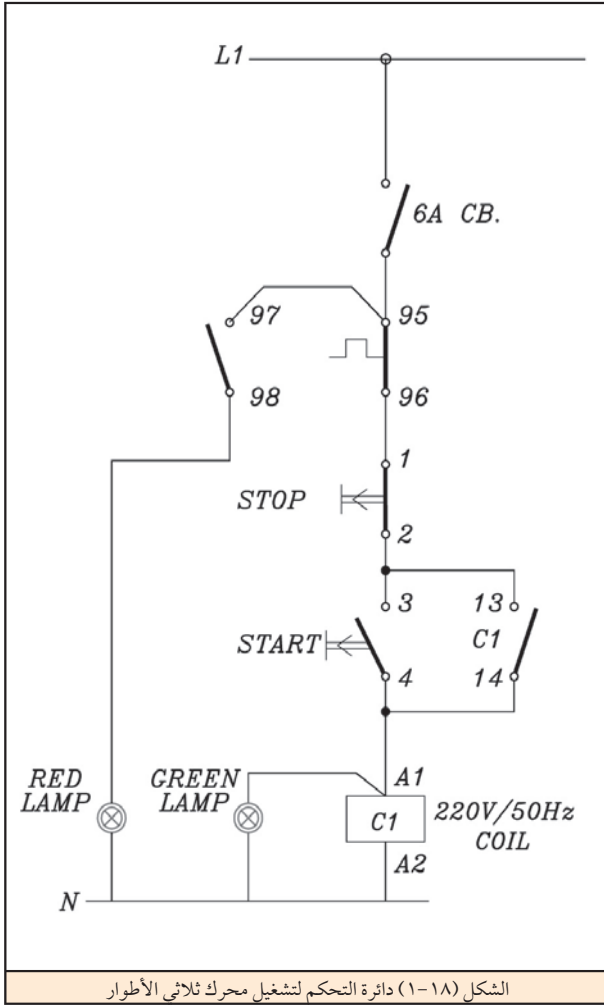 L1
6A CB.
97
95
98
96
1
STOP
2
3
13
START
C1
4
14
RED
LAMP
GREEN
LAMP
A1
C1
220V/50Hz
COIL
A2
N
الشكل (١٨-١) دائرة التحكم لتشغيل محرك ثلاثي الأطوار